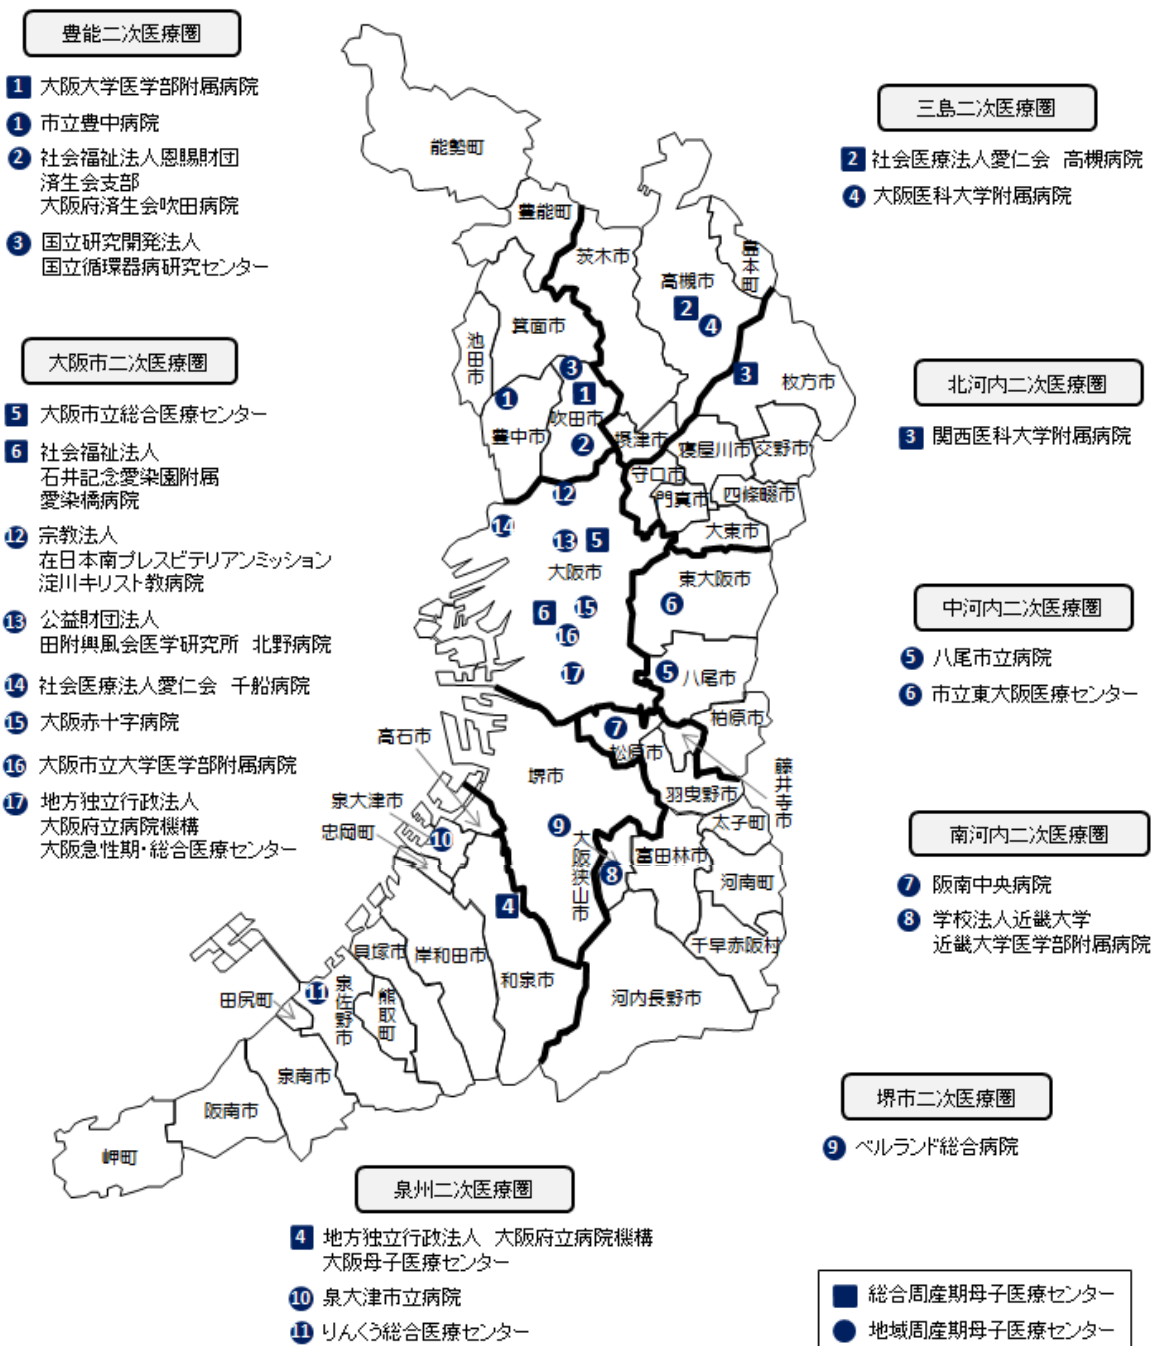 豊能二次医療圏
1 大阪大学医学部附属病院
1 市立豊中病院
2 社会福祉法人恩賜財団
済生会支部
大阪府済生会吹田病院
3 国立研究開発法人
国立循環器病研究センター
大阪市二次医療圏
5 大阪市立総合医療センター
6 社会福祉法人
石井記念愛染園附属
愛染橋病院
12 宗教法人
在日本南プレスビテリアンミッション
淀川キリスト教病院
13 公益財団法人
田附興風会医学研究所 北野病院
14 社会医療法人愛仁会 千船病院
15 大阪赤十字病院
16 大阪市立大学医学部附属病院
17 地方独立行政法人
大阪府立病院機構
大阪急性期・総合医療センター
三島二次医療圏
2 社会医療法人愛仁会 高槻病院
4 大阪医科大学附属病院
北河内二次医療圏
3 関西医科大学附属病院
中河内二次医療圏
5 八尾市立病院
6 市立東大阪医療センター
南河内二次医療圏
7 阪南中央病院
8 学校法人近畿大学
近畿大学医学部附属病院
堺市二次医療圏
9 ベルランド総合病院
泉州二次医療圏
4 地方独立行政法人 大阪府立病院機構
大阪母子医療センター
10 泉大津市立病院
11 りんくう総合医療センター
総合周産期母子医療センター
地域周産期母子医療センター
能勢町
豊能町
茨木市
島本町
高槻市
2
4
箕面市
池田市
3
1
1
吹田市
豊中市
2
摂津市
3
枚方市
寝屋川市
交野市
守口市
門真市
四條畷市
大東市
12
14
13
5
大阪市
東大阪市
6
6
15
16
17
5
八尾市
柏原市
7
松原市
藤井寺市
羽曳野市
高石市
堺市
泉大津市
忠岡町
10
9
大阪狭山市
8
富田林市
太子町
河南町
千早赤阪村
4
貝塚市
岸和田市
和泉市
河内長野市
田尻町
11
泉佐野市
熊取町
泉南市
阪南市
岬町